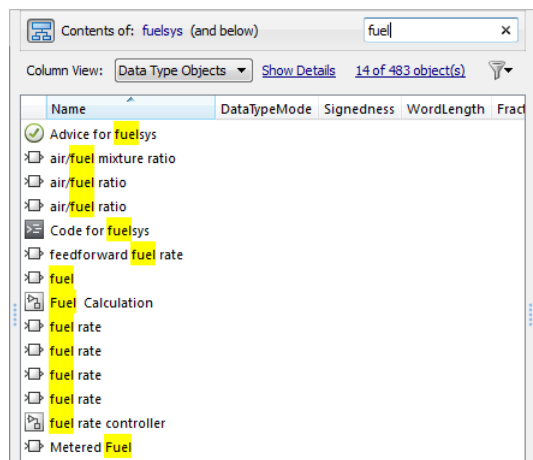 Contents of: fuelsys (and below) fuel
Column View: Data Type Objects Show Details 14 of 483 object(s)
Name DataTypeMode Signedness WordLength Fract
Advice for fuelsys
air/fuel mixture ratio
air/fuel ratio
air/fuel ratio
Code for fuelsys
feedforward fuel rate
fuel
Fuel Calculation
fuel rate
fuel rate
fuel rate
fuel rate
fuel rate controller
Metered Fuel